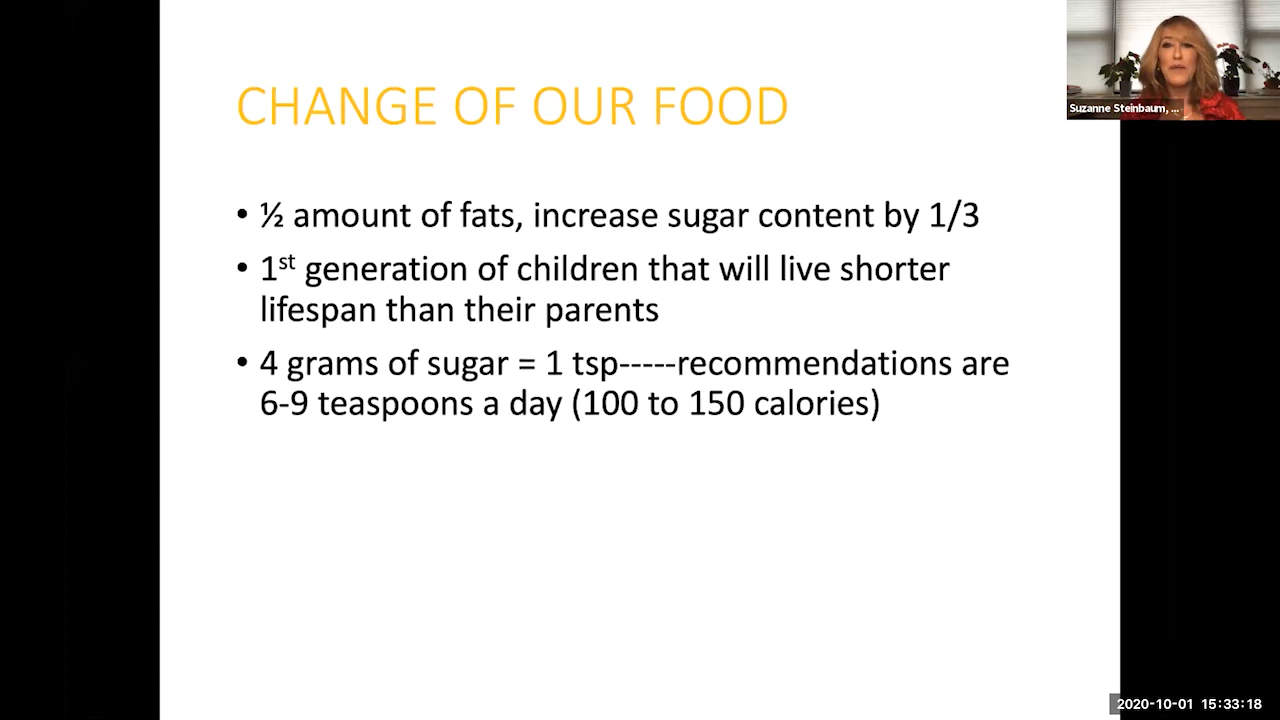 CHANGE OF OUR FOOD
Suzanne Steinbaum, ...
• ½ amount of fats, increase sugar content by 1/3
• 1st generation of children that will live shorter
lifespan than their parents
• 4 grams of sugar = 1 tsp-----recommendations are
6-9 teaspoons a day (100 to 150 calories)
2020-10-01 15:33:18